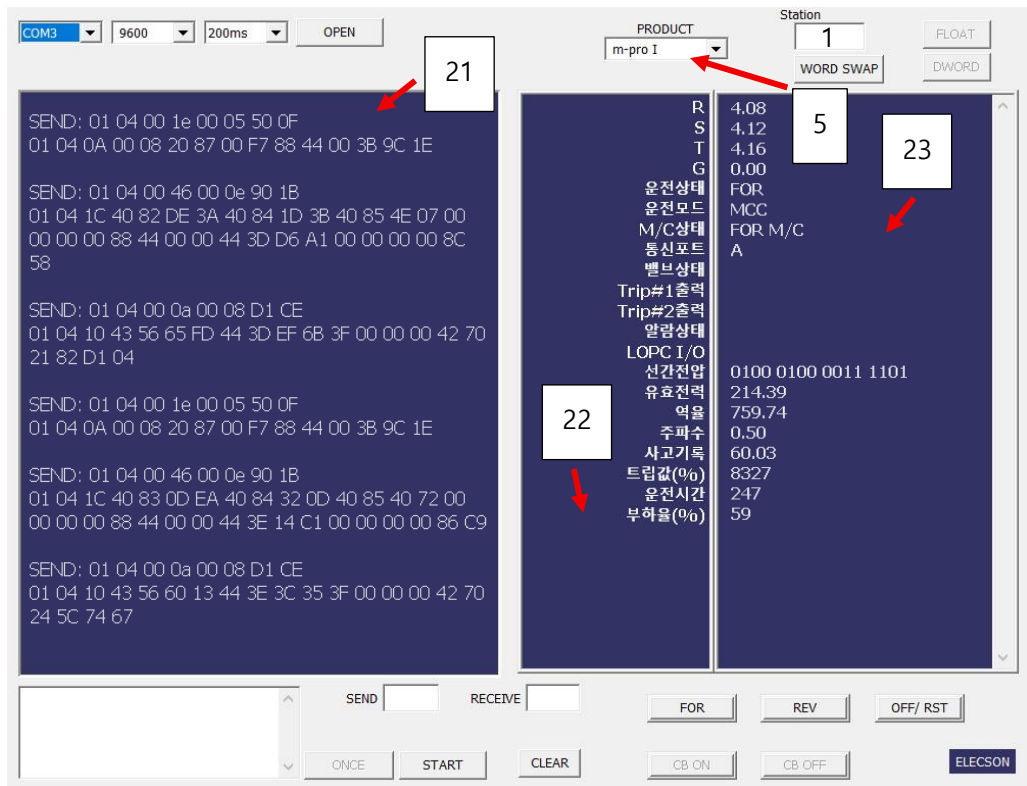 COM3 9600 200ms OPEN
PRODUCT
m-pro I
Station
1
WORD SWAP
FLOAT
DWORD
21
5
23
22
SEND: 01 04 00 1e 00 05 50 0F
01 04 0A 00 08 20 87 00 F7 88 44 00 3B 9C 1E
SEND: 01 04 00 46 00 0e 90 1B
01 04 1C 40 82 DE 3A 40 84 1D 3B 40 85 4E 07 00
00 00 00 88 44 00 00 44 3D D6 A1 00 00 00 00 8C
58
SEND: 01 04 00 0a 00 08 D1 CE
01 04 10 43 56 65 FD 44 3D EF 6B 3F 00 00 00 42 70
21 82 D1 04
SEND: 01 04 00 1e 00 05 50 0F
01 04 0A 00 08 20 87 00 F7 88 44 00 3B 9C 1E
SEND: 01 04 00 46 00 0e 90 1B
01 04 1C 40 83 0D EA 40 84 32 0D 40 85 40 72 00
00 00 00 88 44 00 00 44 3E 14 C1 00 00 00 00 86 C9
SEND: 01 04 00 0a 00 08 D1 CE
01 04 10 43 56 60 13 44 3E 3C 35 3F 00 00 00 42 70
24 5C 74 67
R 4.08
S 4.12
T 4.16
G 0.00
운전상태 FOR
운전모드 MCC
M/C상태 FOR M/C
통신포트 A
밸브상태
Trip#1출력
Trip#2출력
알람상태
LOPC I/O
선간전압 0100 0100 0011 1101
유효전력 214.39
역율 759.74
주파수 0.50
사고기록 60.03
트립값(%) 8327
운전시간 247
부하율(%) 59
SEND RECEIVE
ONCE START CLEAR
FOR REV OFF/ RST
CB ON CB OFF
ELECSON